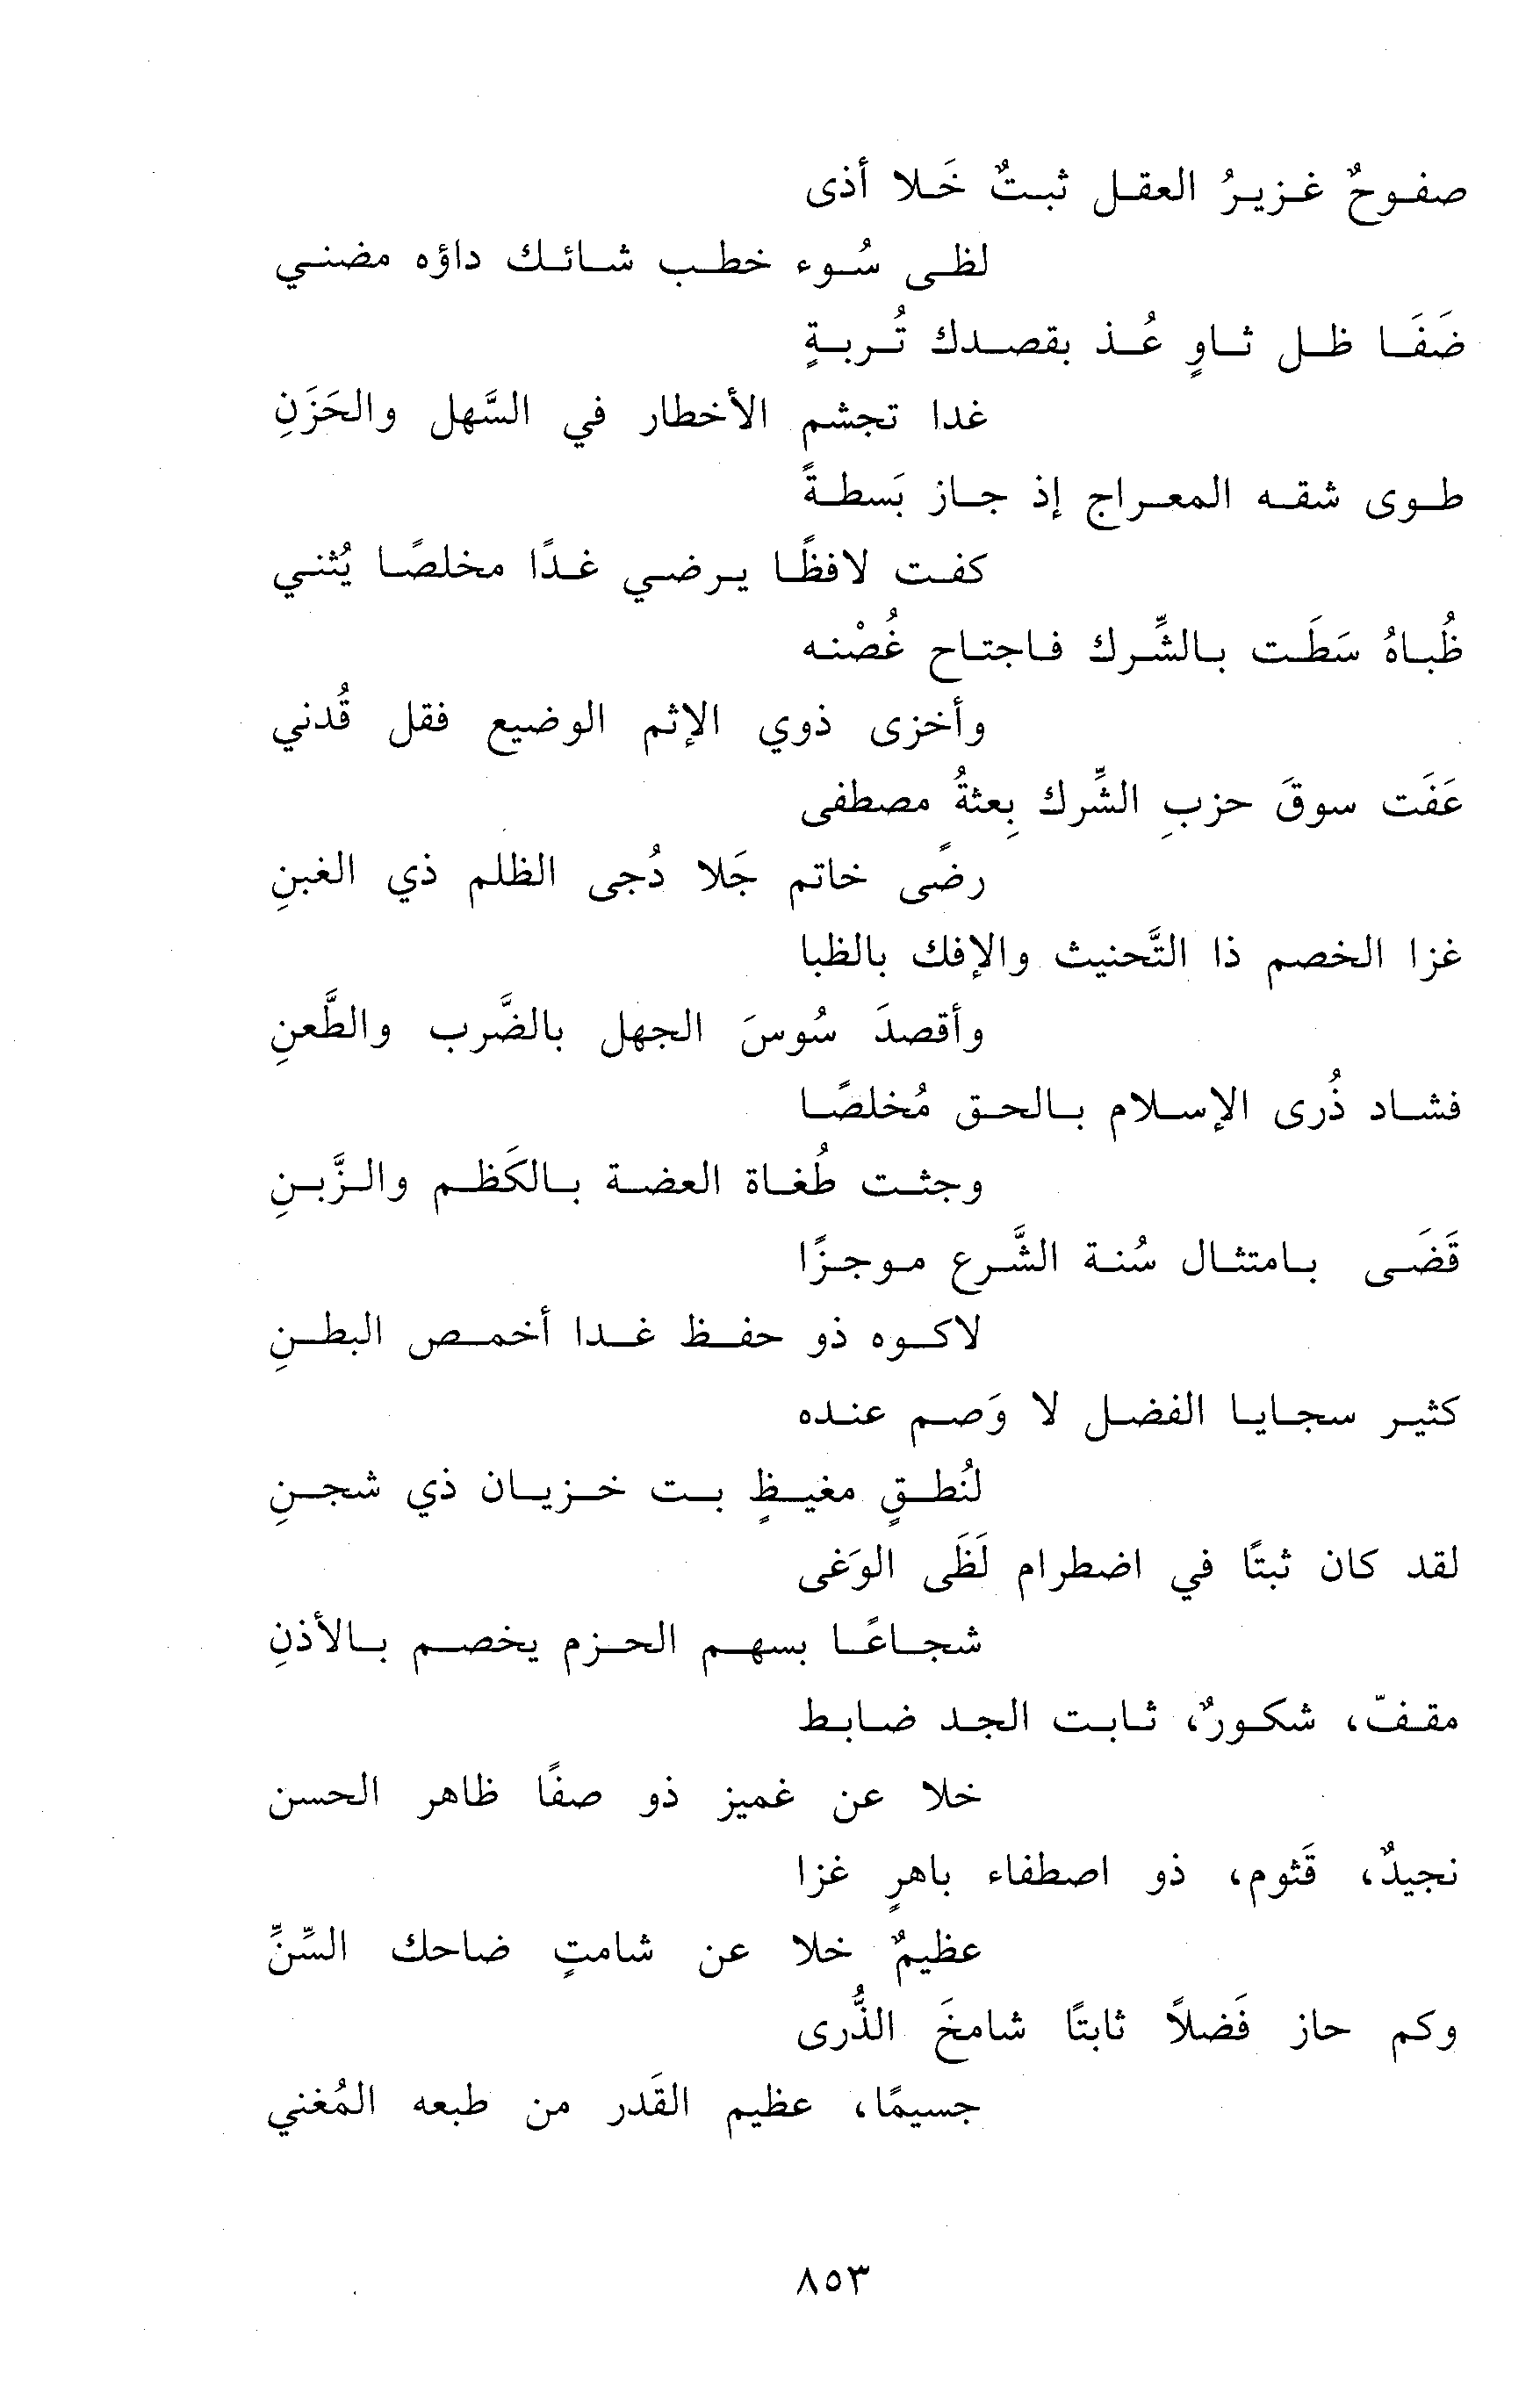 صفوحٌ غزيرُ العقل ثبتٌ خَلا أذى
لظى سُوء خطب شائك داؤه مضني
ضَفَا ظل ثاوٍ عُذ بقصدك تُربةٍ
غدا تجشم الأخطار في السَّهل والحَزَنِ
طوى شقه المعراج إذ جاز بَسطةً
كفت لافظًا يرضي غدًا مخلصًا يُثني
ظُباهُ سَطَت بالشِّرك فاجتاح غُصْنه
وأخزى ذوي الإثم الوضيع فقل قُدني
عَفَت سوقَ حزبِ الشِّرك بِعثةُ مصطفى
رضًى خاتم جَلا دُجى الظلم ذي الغبنِ
غزا الخصم ذا التَّحنيث والإفك بالظبا
وأقصدَ سُوسَ الجهل بالضَّرب والطَّعنِ
فشاد ذُرى الإسلام بالحق مُخلصًا
وجثت طُغاة العضة بالكَظم والزَّبنِ
قَضَى بامتثال سُنة الشَّرع موجزًا
لاكوه ذو حفظ غدا أخمص البطنِ
كثير سجايا الفضل لا وَصم عنده
لنُطقٍ مغيظٍ بت خزيان ذي شجنِ
لقد كان ثبتًا في اضطرام لَظَى الوَغى
شجاعًا بسهم الحزم يخصم بالأذنِ
مقفّ، شكورٌ، ثابت الجد ضابط
خلا عن غميز ذو صفًا ظاهر الحسن
نجيدٌ، قَثوم، ذو اصطفاء باهرٍ غزا
عظيمٌ خلا عن شامتٍ ضاحك السِّنِّ
وكم حاز فَضلاً ثابتًا شامخَ الذُّرى
جسيمًا، عظيم القَدر من طبعه المُغني
٨٥٣